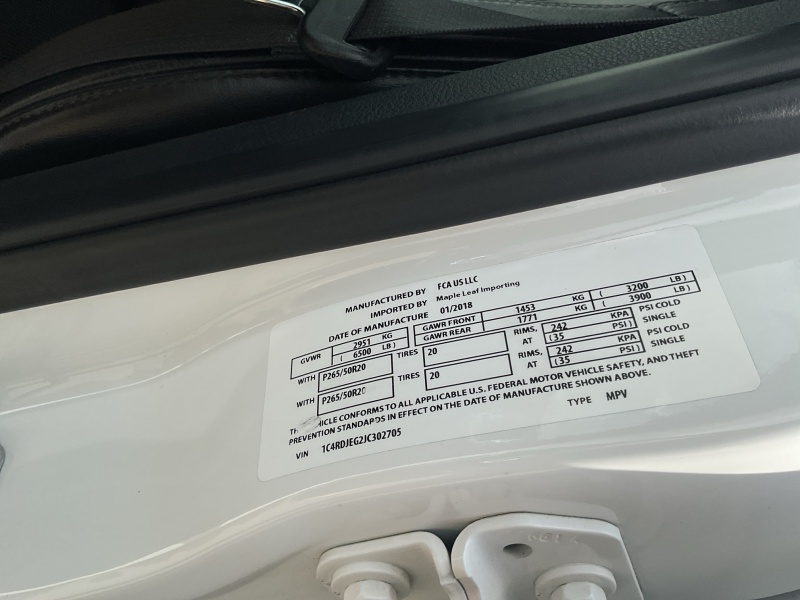 MANUFACTURED BY FCA US LLC
IMPORTED BY Maple Leaf Importing
DATE OF MANUFACTURE 01/2018
GVWR 2951 KG GAWR FRONT 1453 KG ( 3200 LB )
( 6500 LB ) GAWR REAR 1771 KG ( 3900 LB )
WITH P265/50R20 TIRES 20 RIMS, AT 242 KPA (35 PSI ) PSI COLD SINGLE
WITH P265/50R20 TIRES 20 RIMS, AT 242 KPA (35 PSI ) PSI COLD SINGLE
VEHICLE CONFORMS TO ALL APPLICABLE U.S. FEDERAL MOTOR VEHICLE SAFETY, AND THEFT
PREVENTION STANDARDS IN EFFECT ON THE DATE OF MANUFACTURE SHOWN ABOVE.
VIN 1C4RDJEG2JC302705 TYPE MPV